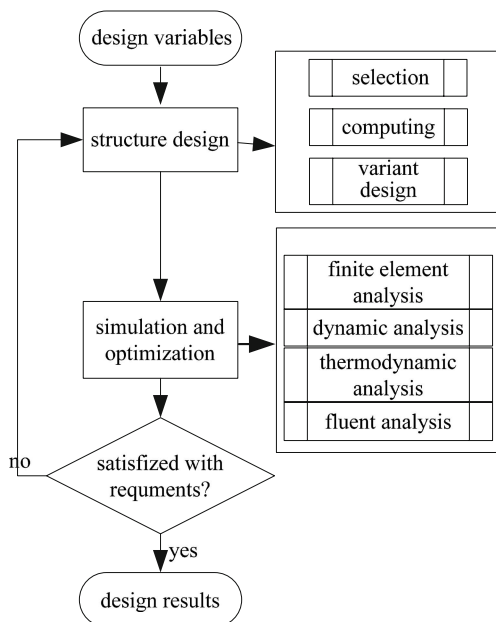 design variables
structure design
selection
computing
variant
design
simulation and
optimization
finite element
analysis
dynamic analysis
thermodynamic
analysis
fluent analysis
no
satisfized with
requments?
yes
design results